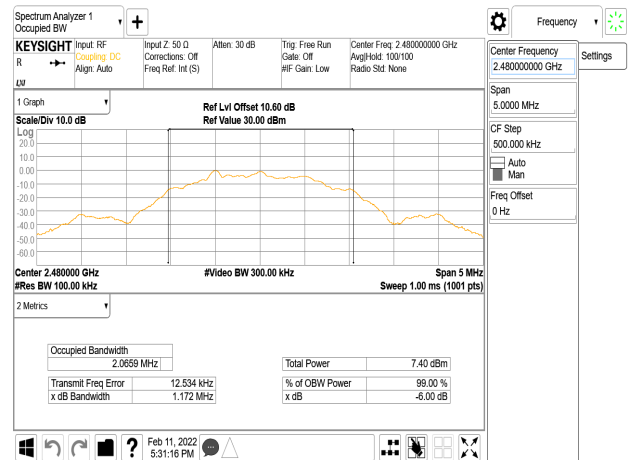 Spectrum Analyzer 1
Occupied BW
Frequency
KEYSIGHT
R
LXI
Input: RF
Coupling: DC
Align: Auto
Input Z: 50 Ω
Corrections: Off
Freq Ref: Int (S)
Atten: 30 dB
Trig: Free Run
Gate: Off
#IF Gain: Low
Center Freq: 2.480000000 GHz
Avg|Hold: 100/100
Radio Std: None
Center Frequency
2.480000000 GHz
Settings
Span
5.0000 MHz
CF Step
500.000 kHz
Auto
Man
Freq Offset
0 Hz
1 Graph
Scale/Div 10.0 dB
Ref Lvl Offset 10.60 dB
Ref Value 30.00 dBm
Log
20.0
10.0
0.00
-10.0
-20.0
-30.0
-40.0
-50.0
-60.0
Center 2.480000 GHz
#Video BW 300.00 kHz
Span 5 MHz
#Res BW 100.00 kHz
Sweep 1.00 ms (1001 pts)
2 Metrics
Occupied Bandwidth
2.0659 MHz
Total Power 7.40 dBm
Transmit Freq Error 12.534 kHz
% of OBW Power 99.00 %
x dB Bandwidth 1.172 MHz
x dB -6.00 dB
?
Feb 11, 2022
5:31:16 PM